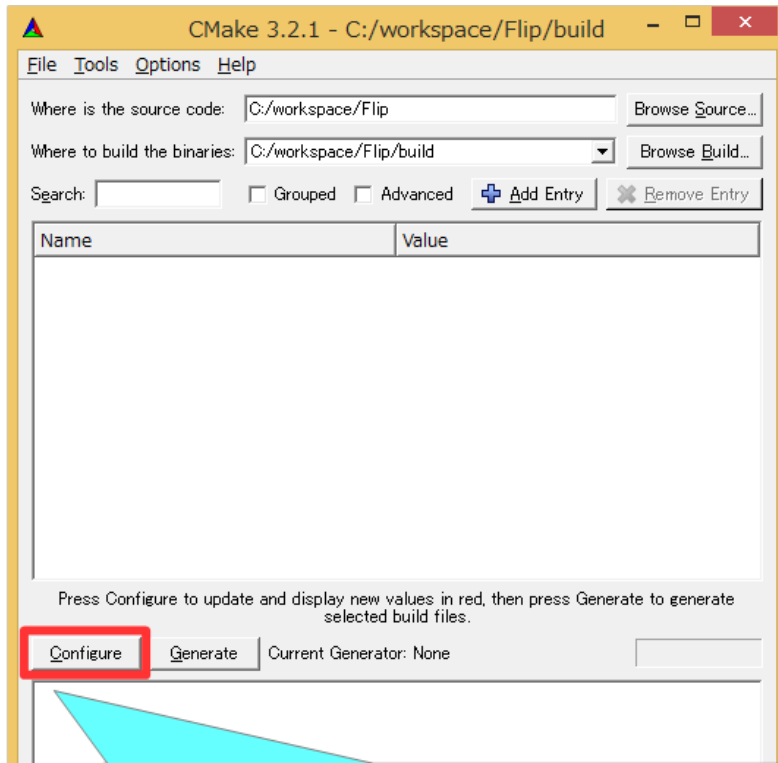 CMake 3.2.1 - C:/workspace/Flip/build
File Tools Options Help
Where is the source code: C:/workspace/Flip Browse Source...
Where to build the binaries: C:/workspace/Flip/build Browse Build...
Search: Grouped Advanced Add Entry Remove Entry
Name Value
Press Configure to update and display new values in red, then press Generate to generate
selected build files.
Configure Generate Current Generator: None